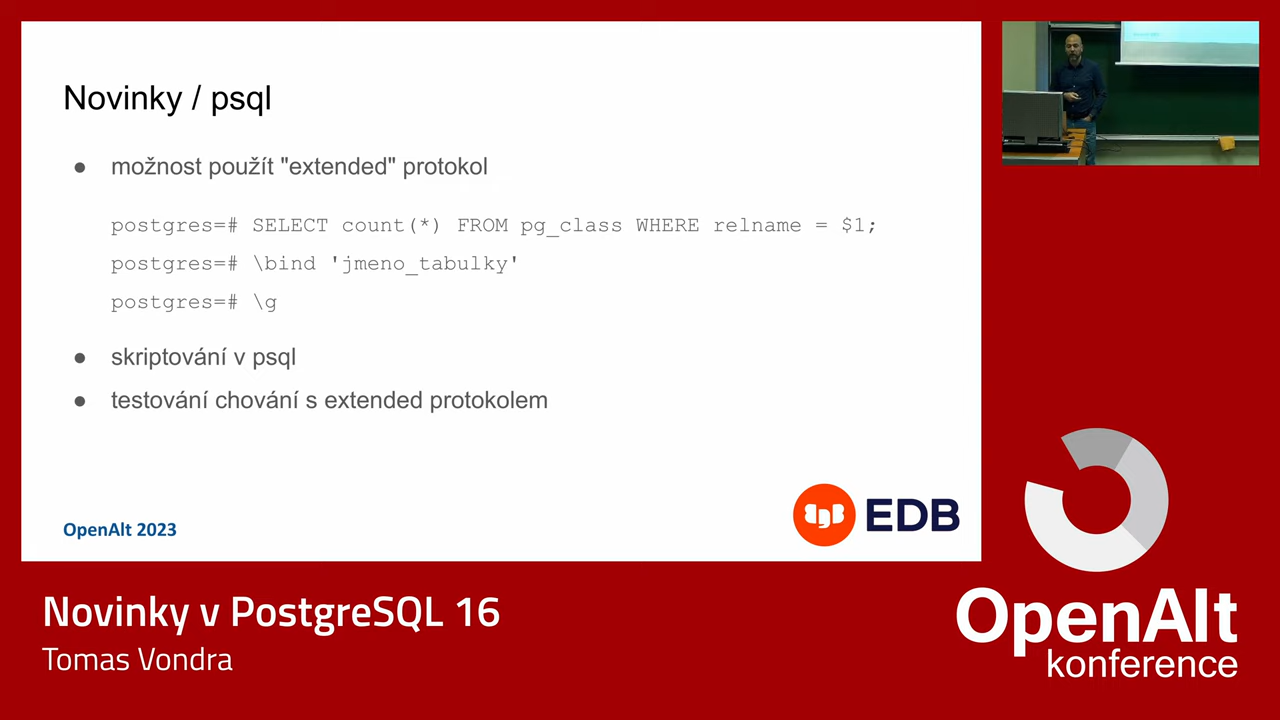 Novinky / psql
● možnost použít "extended" protokol
postgres=# SELECT count(*) FROM pg_class WHERE relname = $1;
postgres=# \bind 'jmeno_tabulky'
postgres=# \g
● skriptování v psql
● testování chování s extended protokolem
OpenAlt 2023
EDB
Novinky v PostgreSQL 16
Tomas Vondra
OpenAlt
konference